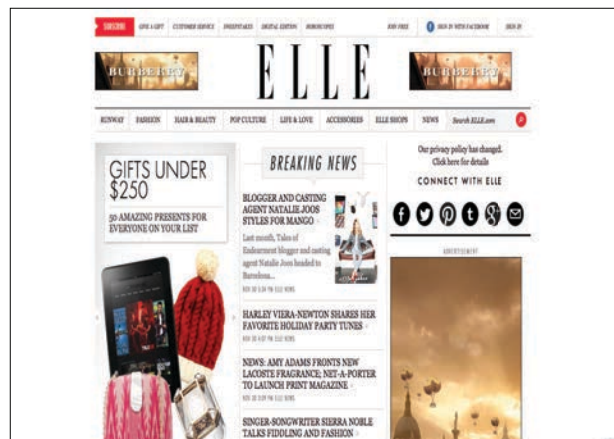 SUBSCRIBE GIVE A GIFT CUSTOMER SERVICE SWEEPSTAKES DIGITAL EDITION HOROSCOPES JOIN FREE f SIGN IN WITH FACEBOOK SIGN IN
BURBERRY
ELLE
BURBERRY
RUNWAY FASHION HAIR & BEAUTY POP CULTURE LIFE & LOVE ACCESSORIES ELLE SHOPS NEWS Search ELLE.com
GIFTS UNDER
$250
50 AMAZING PRESENTS FOR
EVERYONE ON YOUR LIST
BREAKING NEWS
BLOGGER AND CASTING
AGENT NATALIE JOOS
STYLES FOR MANGO
Last month, Tales of
Endearment blogger and casting
agent Natalie Joos headed to
Barcelona...
ELLE NEWS
HARLEY VIERA-NEWTON SHARES HER
FAVORITE HOLIDAY PARTY TUNES
ELLE NEWS
NEWS: AMY ADAMS FRONTS NEW
LACOSTE FRAGRANCE; NET-A-PORTER
TO LAUNCH PRINT MAGAZINE
ELLE NEWS
SINGER-SONGWRITER SIERRA NOBLE
TALKS FIDDLING AND FASHION
Our privacy policy has changed.
Click here for details
CONNECT WITH ELLE
ADVERTISEMENT